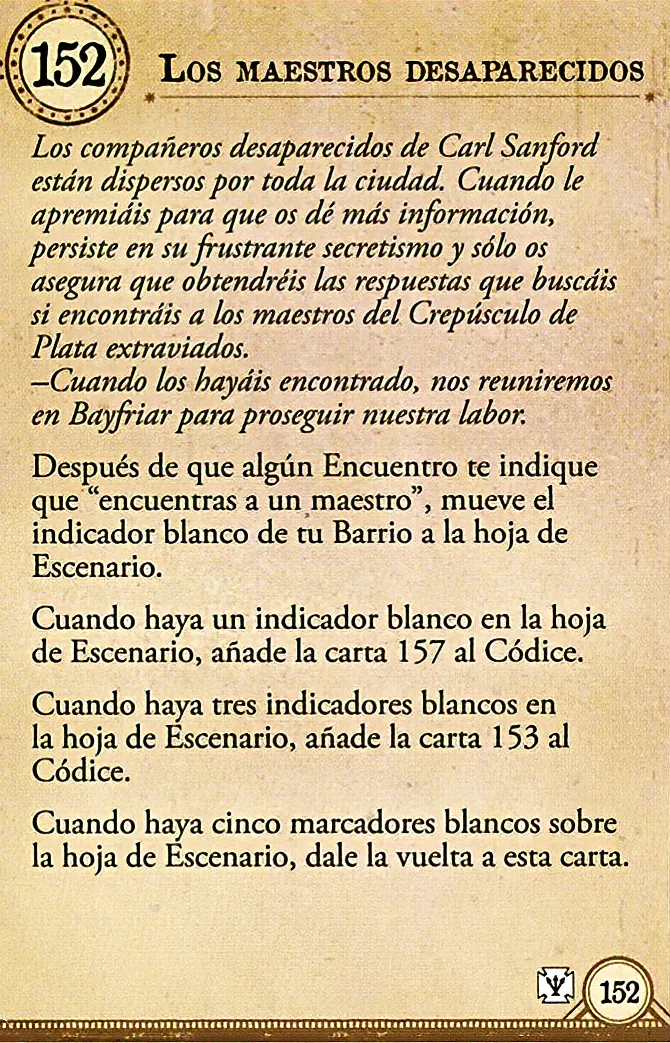 152
Los maestros desaparecidos
Los compañeros desaparecidos de Carl Sanford
están dispersos por toda la ciudad. Cuando le
apremiáis para que os dé más información,
persiste en su frustrante secretismo y sólo os
asegura que obtendréis las respuestas que buscáis
si encontráis a los maestros del Crepúsculo de
Plata extraviados.
–Cuando los hayáis encontrado, nos reuniremos
en Bayfriar para proseguir nuestra labor.
Después de que algún Encuentro te indique
que “encuentras a un maestro”, mueve el
indicador blanco de tu Barrio a la hoja de
Escenario.
Cuando haya un indicador blanco en la hoja
de Escenario, añade la carta 157 al Códice.
Cuando haya tres indicadores blancos en
la hoja de Escenario, añade la carta 153 al
Códice.
Cuando haya cinco marcadores blancos sobre
la hoja de Escenario, dale la vuelta a esta carta.
152